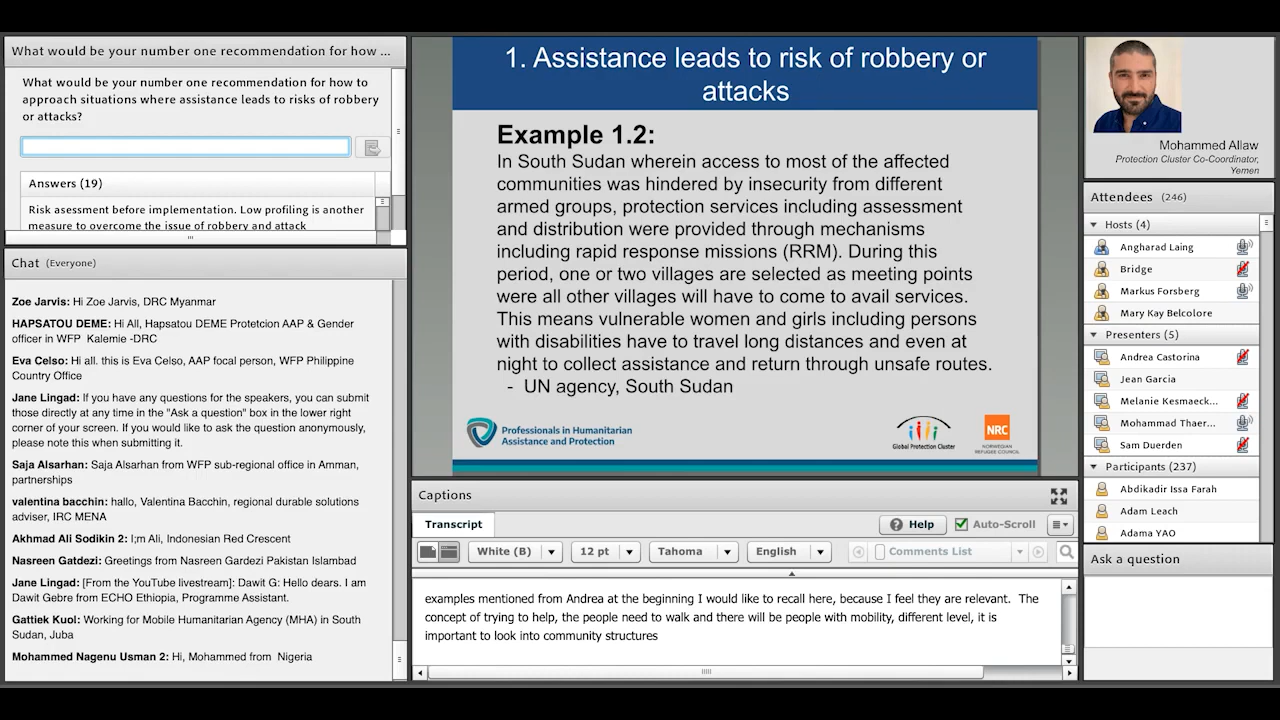 What would be your number one recommendation for how ...
What would be your number one recommendation for how to
approach situations where assistance leads to risks of robbery
or attacks?
Answers (19)
Risk asessment before implementation. Low profiling is another
measure to overcome the issue of robbery and attack
Chat (Everyone)
Zoe Jarvis: Hi Zoe Jarvis, DRC Myanmar
HAPSATOU DEME: Hi All, Hapsatou DEME Protetcion AAP & Gender
officer in WFP Kalemie -DRC
Eva Celso: Hi all. this is Eva Celso, AAP focal person, WFP Philippine
Country Office
Jane Lingad: If you have any questions for the speakers, you can submit
those directly at any time in the "Ask a question" box in the lower right
corner of your screen. If you would like to ask the question anonymously,
please note this when submitting it.
Saja Alsarhan: Saja Alsarhan from WFP sub-regional office in Amman,
partnerships
valentina bacchin: hallo, Valentina Bacchin, regional durable solutions
adviser, IRC MENA
Akhmad Ali Sodikin 2: I;m Ali, Indonesian Red Crescent
Nasreen Gatdezi: Greetings from Nasreen Gardezi Pakistan Islambad
Jane Lingad: [From the YouTube livestream]: Dawit G: Hello dears. I am
Dawit Gebre from ECHO Ethiopia, Programme Assistant.
Gattiek Kuol: Working for Mobile Humanitarian Agency (MHA) in South
Sudan, Juba
Mohammed Nagenu Usman 2: Hi, Mohammed from Nigeria
1. Assistance leads to risk of robbery or
attacks
Example 1.2:
In South Sudan wherein access to most of the affected
communities was hindered by insecurity from different
armed groups, protection services including assessment
and distribution were provided through mechanisms
including rapid response missions (RRM). During this
period, one or two villages are selected as meeting points
were all other villages will have to come to avail services.
This means vulnerable women and girls including persons
with disabilities have to travel long distances and even at
night to collect assistance and return through unsafe routes.
- UN agency, South Sudan
Professionals in Humanitarian
Assistance and Protection
Global Protection Cluster
NRC
NORWEGIAN
REFUGEE COUNCIL
Captions
Transcript
Help
Auto-Scroll
White (B)
12 pt
Tahoma
English
Comments List
examples mentioned from Andrea at the beginning I would like to recall here, because I feel they are relevant. The
concept of trying to help, the people need to walk and there will be people with mobility, different level, it is
important to look into community structures
Mohammed Allaw
Protection Cluster Co-Coordinator,
Yemen
Attendees (246)
Hosts (4)
Angharad Laing
Bridge
Markus Forsberg
Mary Kay Belcolore
Presenters (5)
Andrea Castorina
Jean Garcia
Melanie Kesmaeck...
Mohammad Thaer...
Sam Duerden
Participants (237)
Abdikadir Issa Farah
Adam Leach
Adama YAO
Ask a question